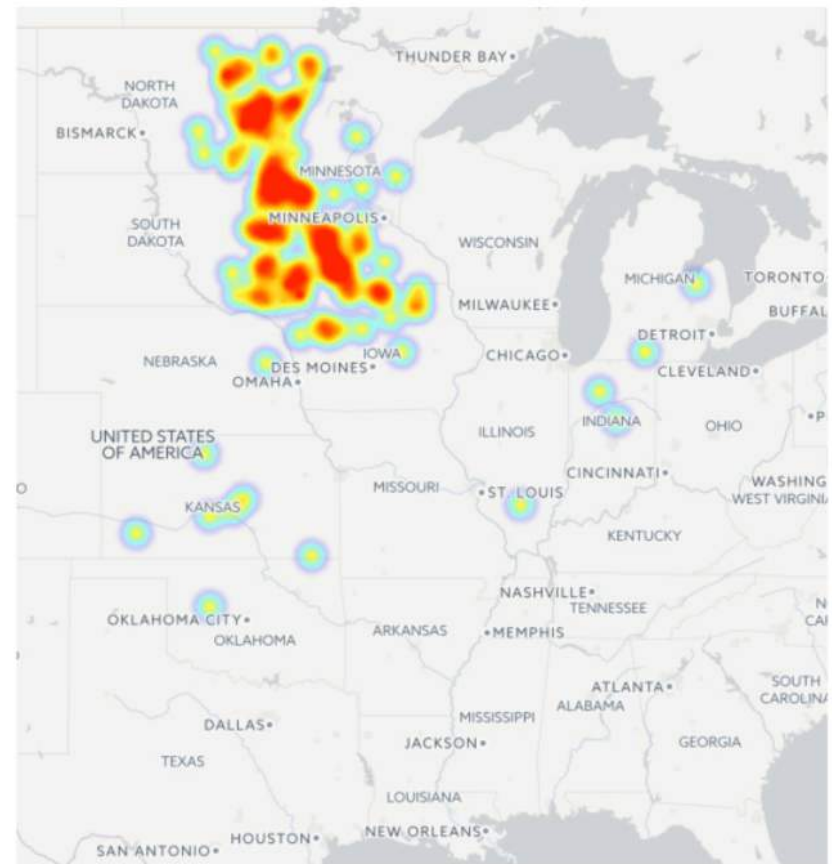 THUNDER BAY
NORTH
DAKOTA
BISMARCK
MINNESOTA
MINNEAPOLIS
SOUTH
DAKOTA
WISCONSIN
MICHIGAN
TORONTO
MILWAUKEE
BUFFAL
DETROIT
CHICAGO
IOWA
NEBRASKA
DES MOINES
CLEVELAND
OMAHA
INDIANA
OHIO
P
ILLINOIS
UNITED STATES
OF AMERICA
CINCINNATI
WASHING
WEST VIRGINIA
O
MISSOURI
ST. LOUIS
KANSAS
KENTUCKY
NASHVILLE
TENNESSEE
N
CAI
OKLAHOMA CITY
OKLAHOMA
ARKANSAS
MEMPHIS
ATLANTA
SOUTH
CAROLINA
ALABAMA
MISSISSIPPI
DALLAS
JACKSON
GEORGIA
TEXAS
LOUISIANA
HOUSTON
NEW ORLEANS
SAN ANTONIO